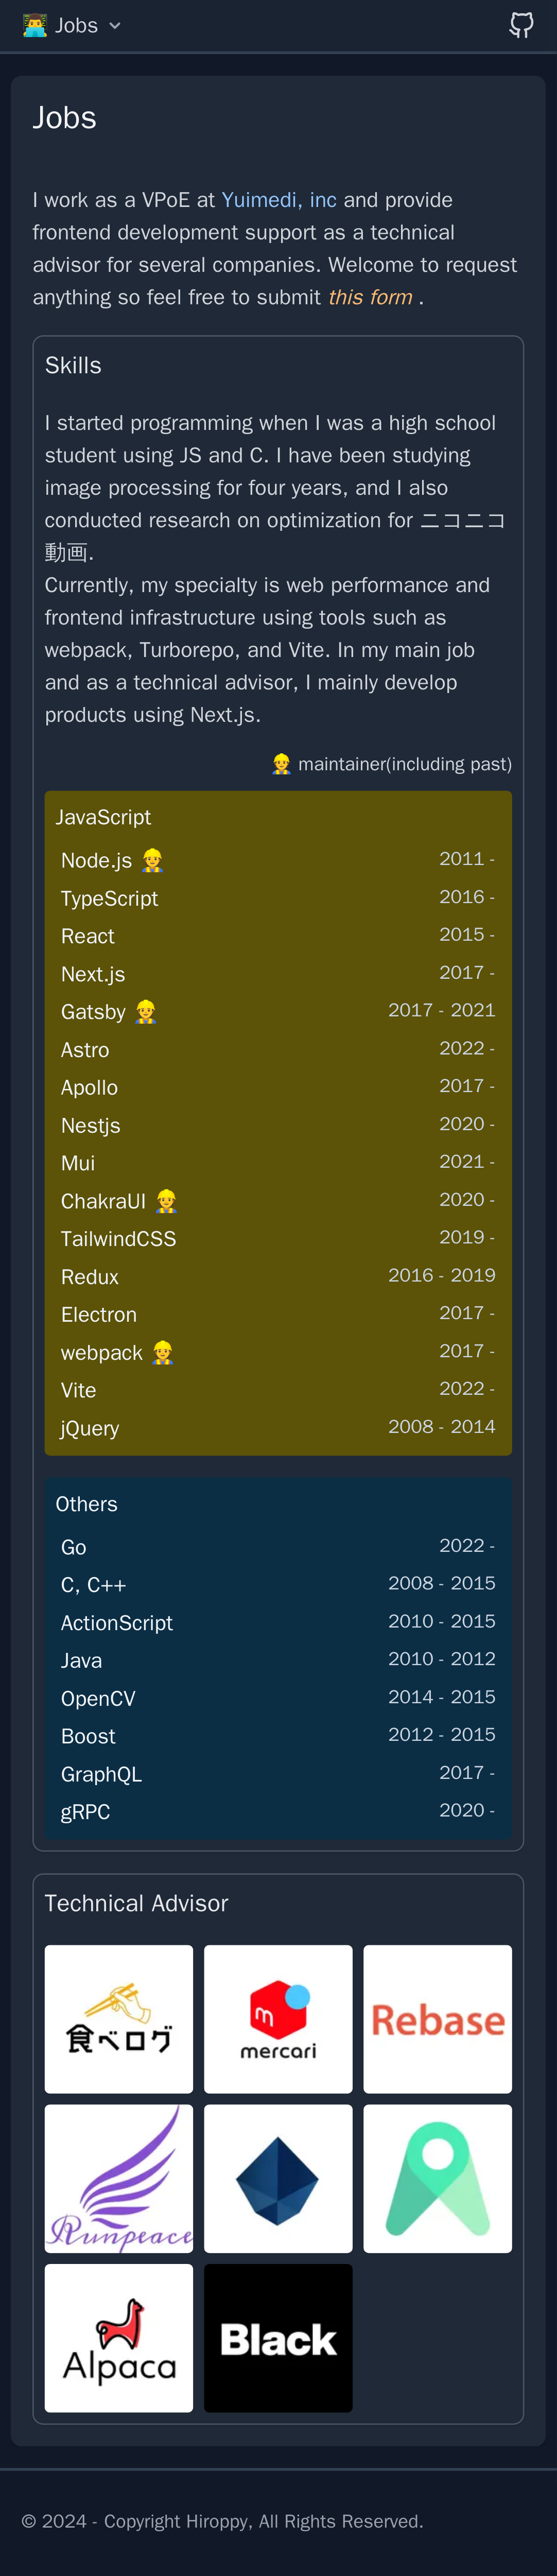 Jobs
Jobs
I work as a VPoE at Yuimedi, inc and provide
frontend development support as a technical
advisor for several companies. Welcome to request
anything so feel free to submit this form .
Skills
I started programming when I was a high school
student using JS and C. I have been studying
image processing for four years, and I also
conducted research on optimization for ニコニコ
動画.
Currently, my specialty is web performance and
frontend infrastructure using tools such as
webpack, Turborepo, and Vite. In my main job
and as a technical advisor, I mainly develop
products using Next.js.
👷 maintainer(including past)
JavaScript
Node.js 👷 2011 -
TypeScript 2016 -
React 2015 -
Next.js 2017 -
Gatsby 👷 2017 - 2021
Astro 2022 -
Apollo 2017 -
Nestjs 2020 -
Mui 2021 -
ChakraUI 👷 2020 -
TailwindCSS 2019 -
Redux 2016 - 2019
Electron 2017 -
webpack 👷 2017 -
Vite 2022 -
jQuery 2008 - 2014
Others
Go 2022 -
C, C++ 2008 - 2015
ActionScript 2010 - 2015
Java 2010 - 2012
OpenCV 2014 - 2015
Boost 2012 - 2015
GraphQL 2017 -
gRPC 2020 -
Technical Advisor
食べログ
m
mercari
Rebase
Runpeace
Alpaca
Black
© 2024 - Copyright Hiroppy, All Rights Reserved.